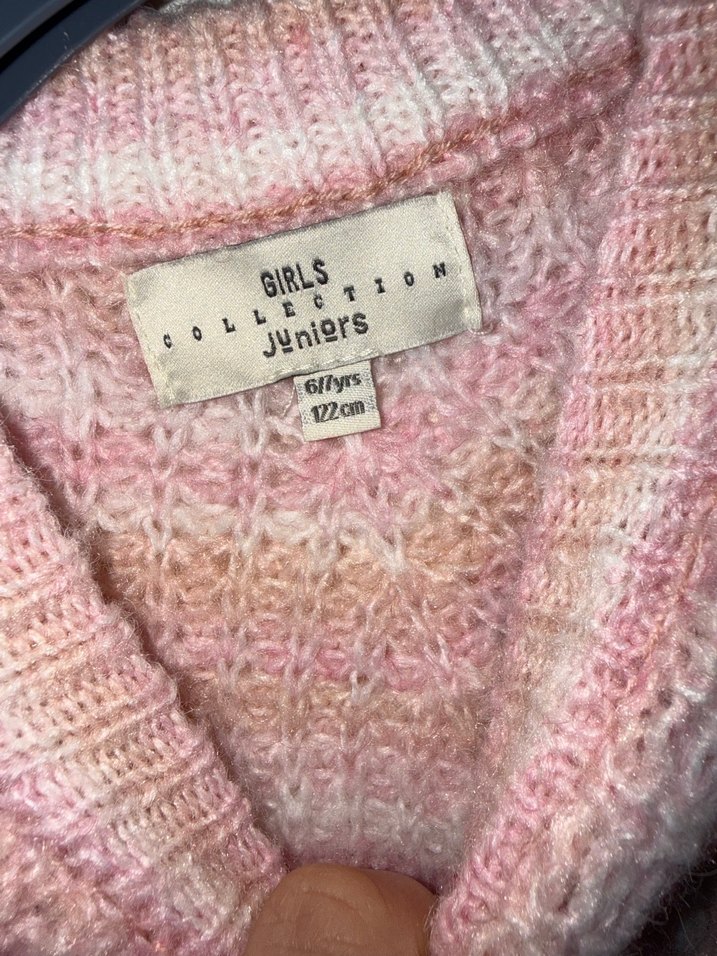 GIRLS
COLLECTION
Juniors
6/7yrs
122cm